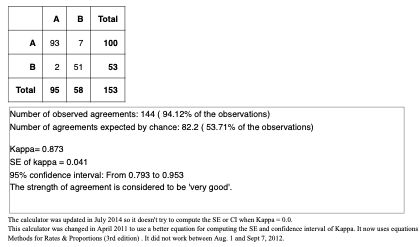 A B Total
A 93 7 100
B 2 51 53
Total 95 58 153
Number of observed agreements: 144 ( 94.12% of the observations)
Number of agreements expected by chance: 82.2 ( 53.71% of the observations)
Kappa= 0.873
SE of kappa = 0.041
95% confidence interval: From 0.793 to 0.953
The strength of agreement is considered to be 'very good'.
The calculator was updated in July 2014 so it doesn't try to compute the SE or CI when Kappa = 0.0.
This calculator was changed in April 2011 to use a better equation for computing the SE and confidence interval of Kappa. It now uses equations
Methods for Rates & Proportions (3rd edition) . It did not work between Aug. 1 and Sept 7, 2012.